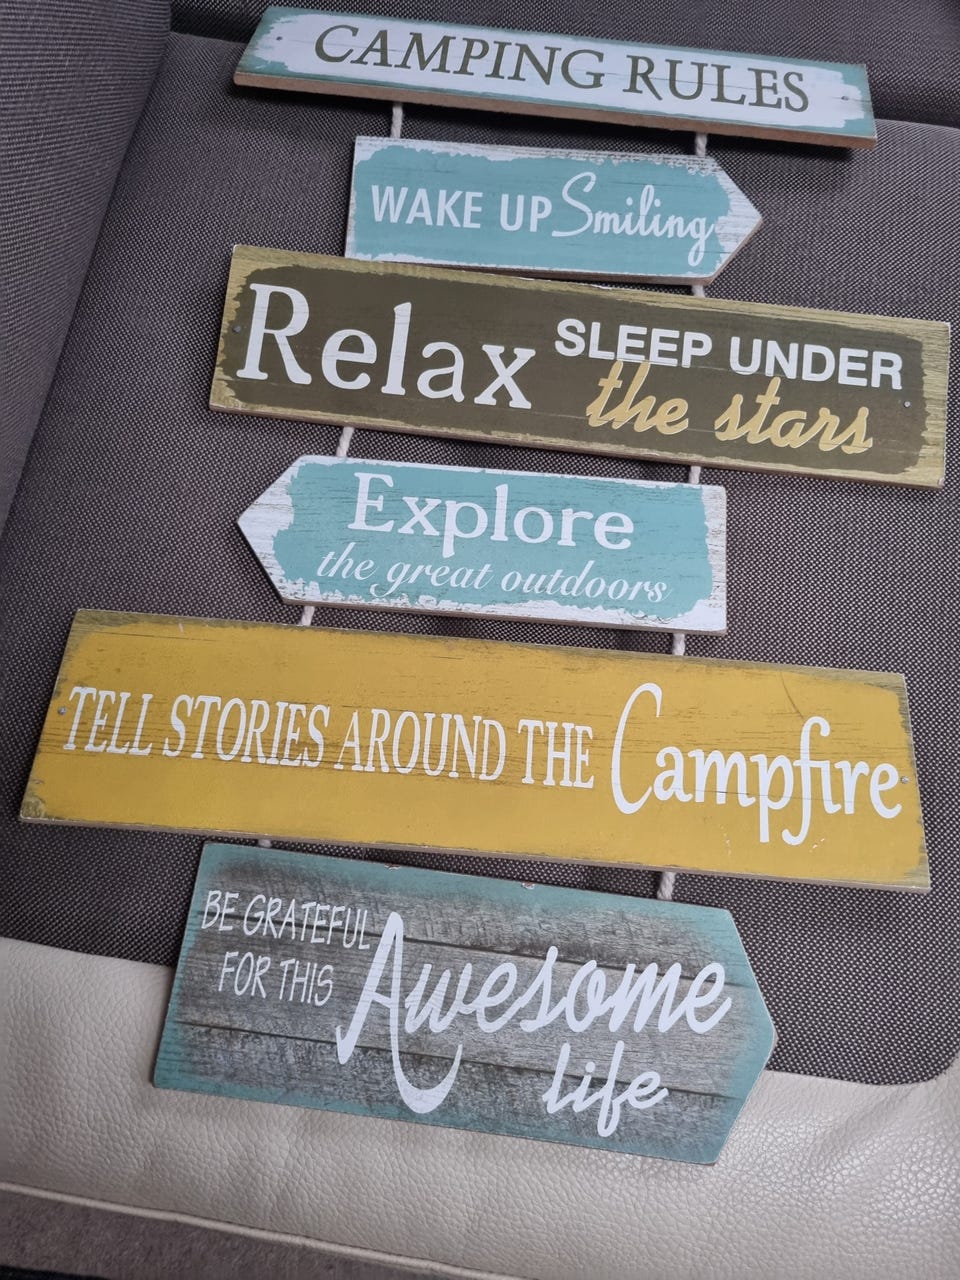 CAMPING RULES
WAKE UP Smiling
Relax SLEEP UNDER
the stars
Explore
the great outdoors
TELL STORIES AROUND THE Campfire
BE GRATEFUL
FOR THIS Awesome
life